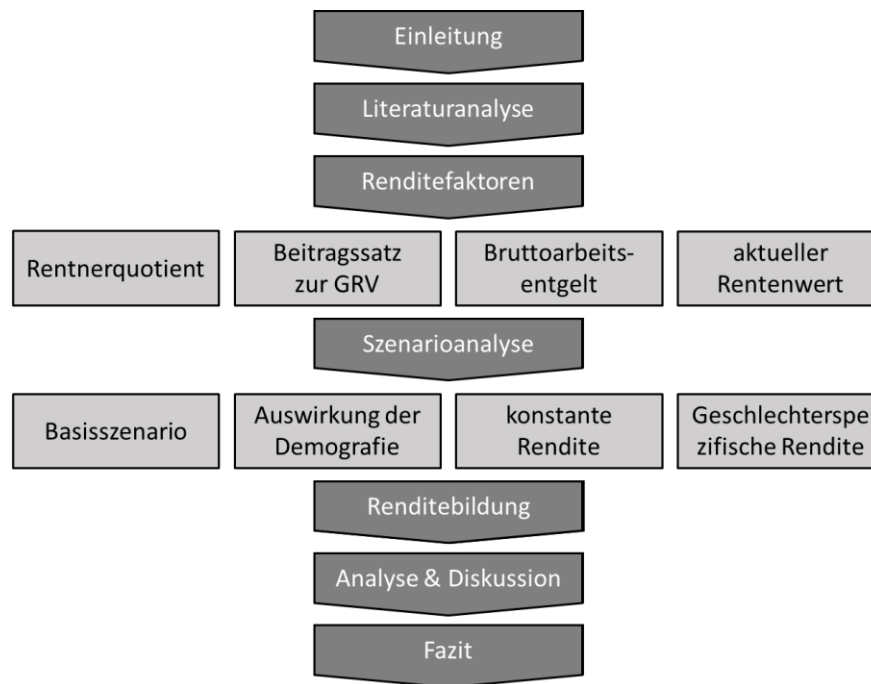 Einleitung
Literaturanalyse
Renditefaktoren
Rentnerquotient
Beitragssatz
zur GRV
Bruttoarbeits-
entgelt
aktueller
Rentenwert
Szenarioanalyse
Basisszenario
Auswirkung der
Demografie
konstante
Rendite
Geschlechterspe
zifische Rendite
Renditebildung
Analyse & Diskussion
Fazit